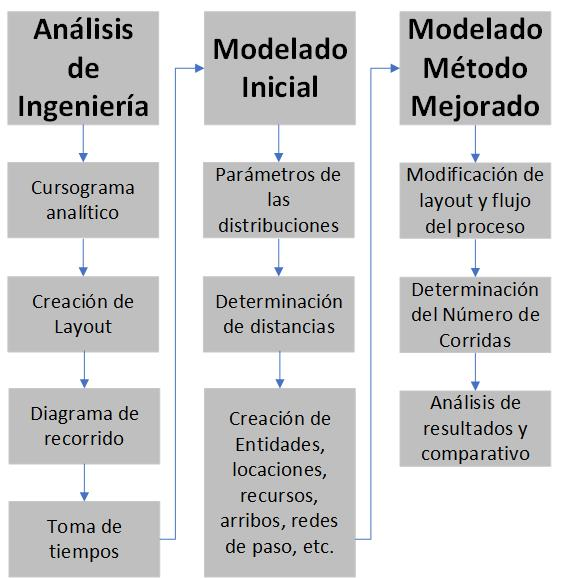 Análisis
de
Ingeniería
Cursograma
analítico
Creación de
Layout
Diagrama de
recorrido
Toma de
tiempos
Modelado
Inicial
Parámetros de
las
distribuciones
Determinación
de distancias
Creación de
Entidades,
locaciones,
recursos,
arribos, redes
de paso, etc.
Modelado
Método
Mejorado
Modificación de
layout y flujo
del proceso
Determinación
del Número de
Corridas
Análisis de
resultados y
comparativo